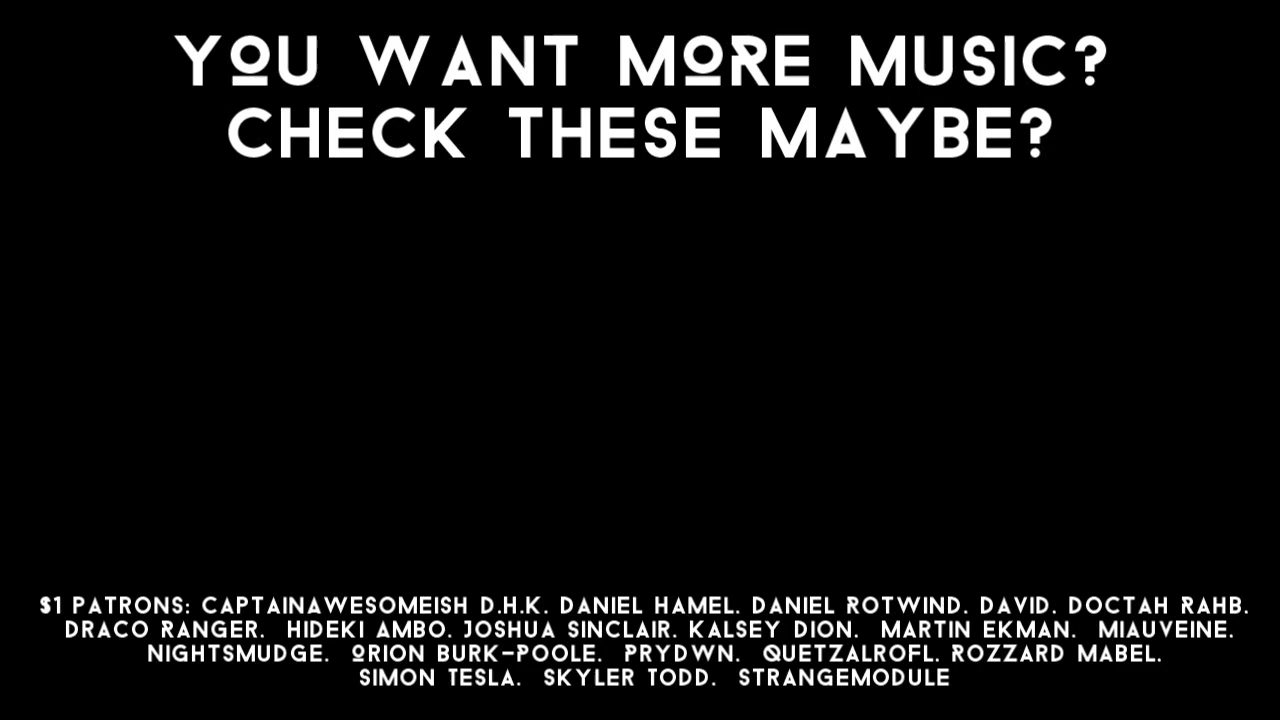 YOU WANT MORE MUSIC?
CHECK THESE MAYBE?
$1 PATRONS: CAPTAINAWESOMEISH D.H.K. DANIEL HAMEL. DANIEL ROTWIND. DAVID. DOCTAH RAHB.
DRACO RANGER. HIDEKI AMBO. JOSHUA SINCLAIR. KALSEY DION. MARTIN EKMAN. MIAUVEINE.
NIGHTSMUDGE. ORION BURK-POOLE. PRYDWN. QUETZALROFL. ROZZARD MABEL.
SIMON TESLA. SKYLER TODD. STRANGEMODULE